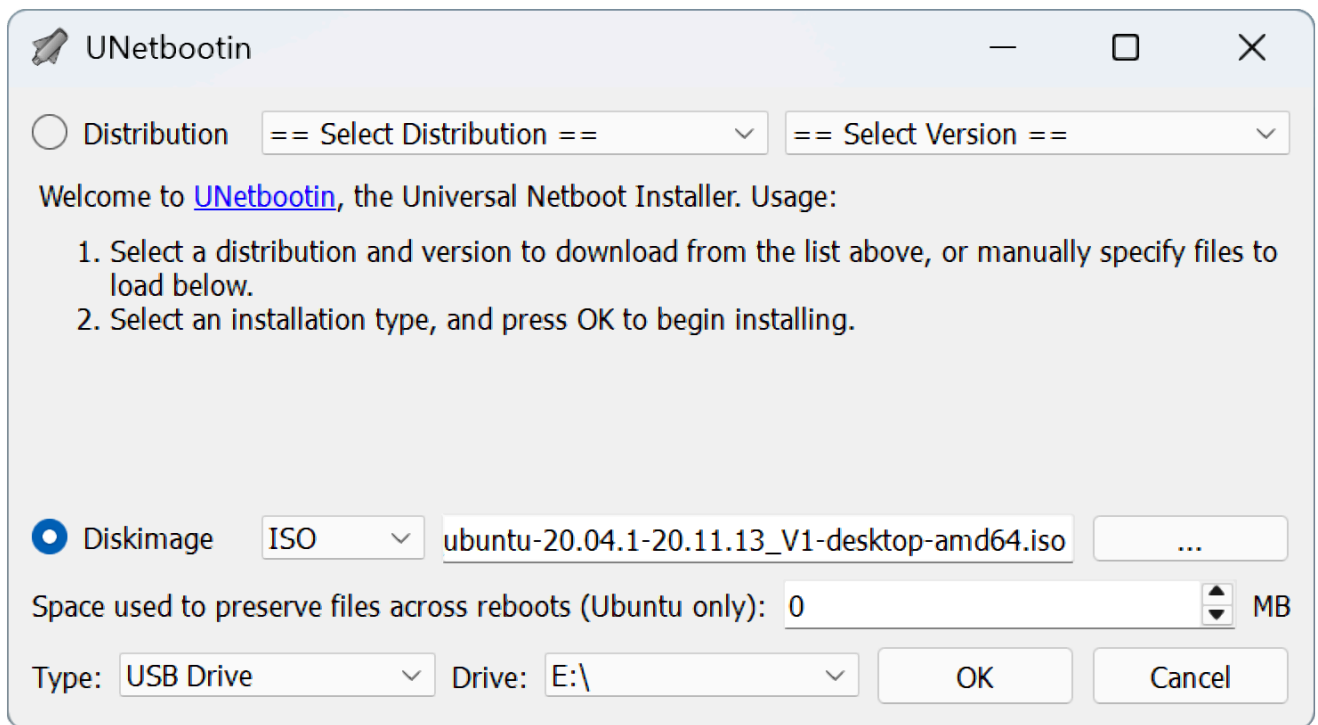 UNetbootin
Distribution == Select Distribution == == Select Version ==
Welcome to UNetbootin, the Universal Netboot Installer. Usage:
1. Select a distribution and version to download from the list above, or manually specify files to
load below.
2. Select an installation type, and press OK to begin installing.
Diskimage ISO ubuntu-20.04.1-20.11.13_V1-desktop-amd64.iso ...
Space used to preserve files across reboots (Ubuntu only): 0 MB
Type: USB Drive Drive: E:\ OK Cancel